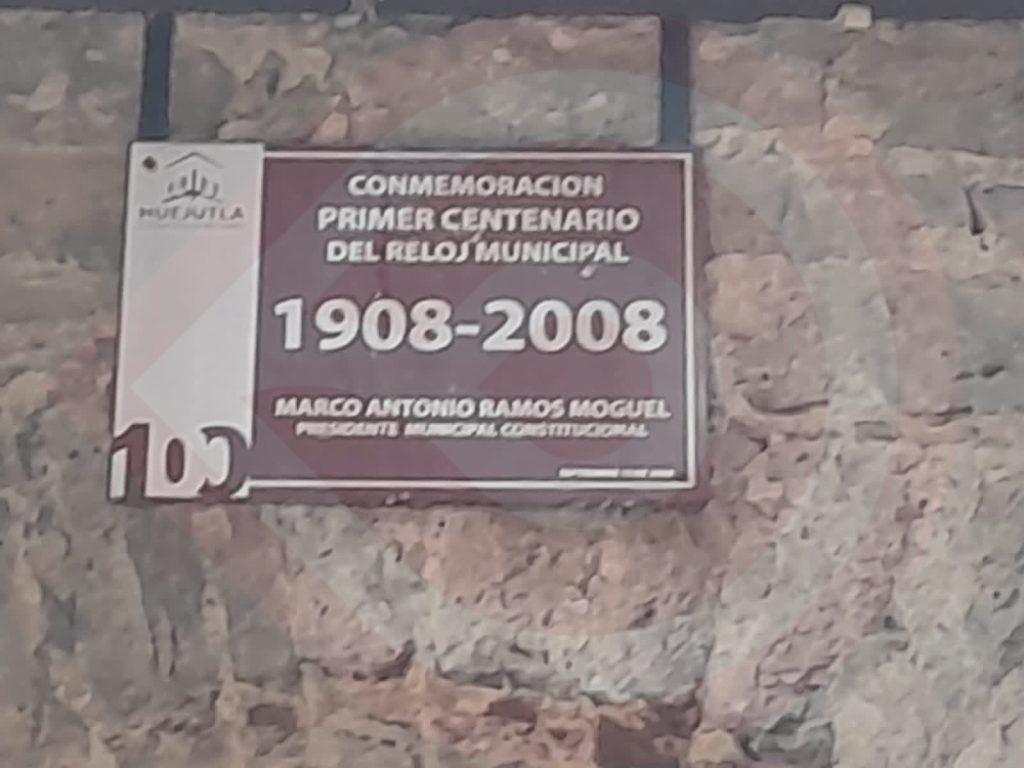 HUEJUTLA
CONMEMORACION
PRIMER CENTENARIO
DEL RELOJ MUNICIPAL
1908-2008
MARCO ANTONIO RAMOS MOGUEL
PRESIDENTE MUNICIPAL CONSTITUCIONAL
100